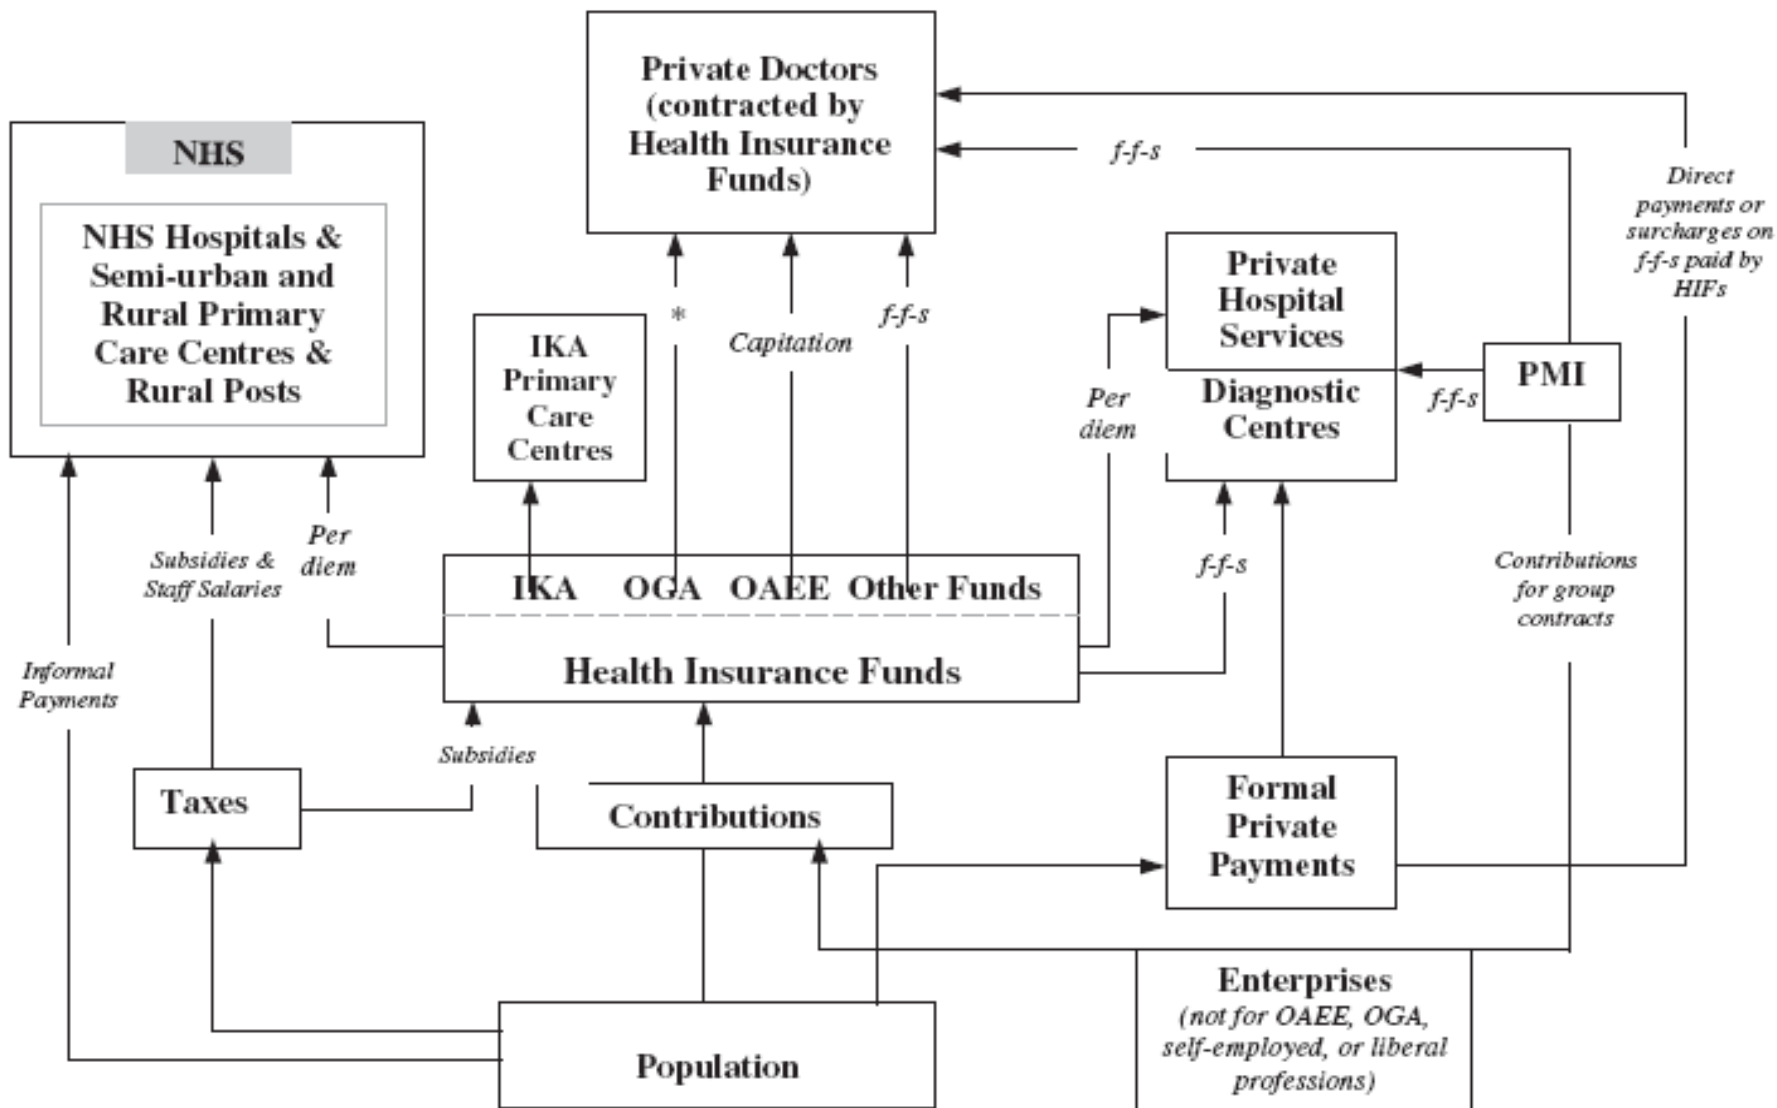 Private Doctors
(contracted by
Health Insurance
Funds)
NHS
NHS Hospitals &
Semi-urban and
Rural Primary
Care Centres &
Rural Posts
f-f-s
Direct
payments or
surcharges on
f-f-s paid by
HIFs
Private
Hospital
Services
Diagnostic
Centres
IKA
Primary
Care
Centres
*
Capitation
f-f-s
Per
diem
f-f-s
PMI
Subsidies &
Staff Salaries
Per
diem
IKA OGA OAEE Other Funds
Health Insurance Funds
f-f-s
Contributions
for group
contracts
Informal
Payments
Subsidies
Taxes
Contributions
Formal
Private
Payments
Population
Enterprises
(not for OAEE, OGA,
self-employed, or liberal
professions)